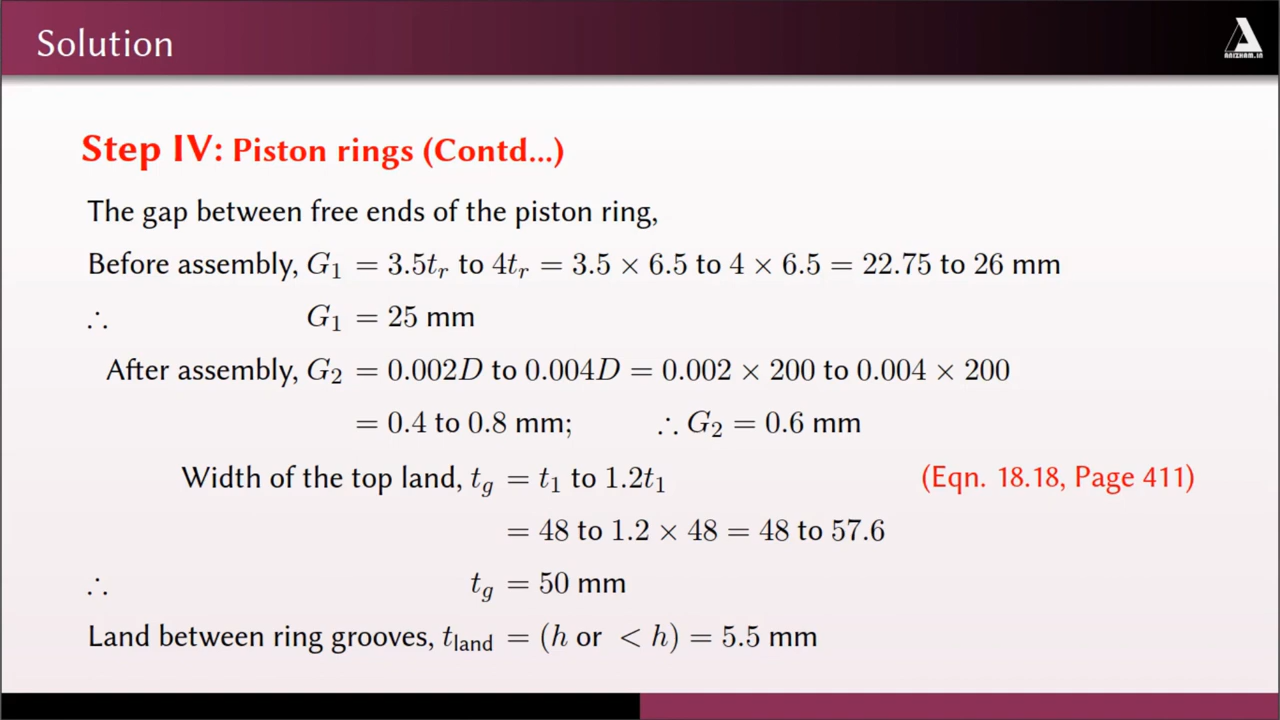 Solution
ARIZHAM.IN
Step IV: Piston rings (Contd...)
The gap between free ends of the piston ring,
Before assembly, G₁ = 3.5tᵣ to 4tᵣ = 3.5 × 6.5 to 4 × 6.5 = 22.75 to 26 mm
∴ G₁ = 25 mm
After assembly, G₂ = 0.002D to 0.004D = 0.002 × 200 to 0.004 × 200
= 0.4 to 0.8 mm; ∴ G₂ = 0.6 mm
Width of the top land, t_g = t₁ to 1.2t₁ (Eqn. 18.18, Page 411)
= 48 to 1.2 × 48 = 48 to 57.6
∴ t_g = 50 mm
Land between ring grooves, t_land = (h or < h) = 5.5 mm